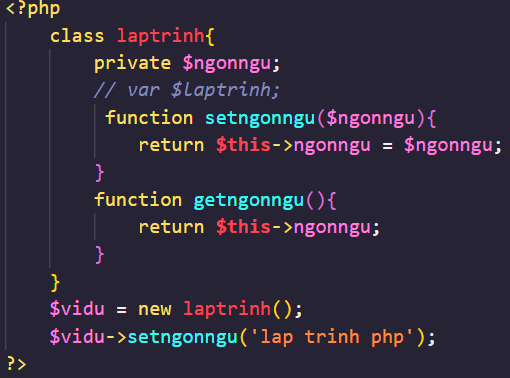 <?php
    class laptrinh{
        private $ngonngu;
        // var $laptrinh;
         function setngonngu($ngonngu){
            return $this->ngonngu = $ngonngu;
        }
        function getngonngu(){
            return $this->ngonngu;
        }
    }
    $vidu = new laptrinh();
    $vidu->setngonngu('lap trinh php');
?>